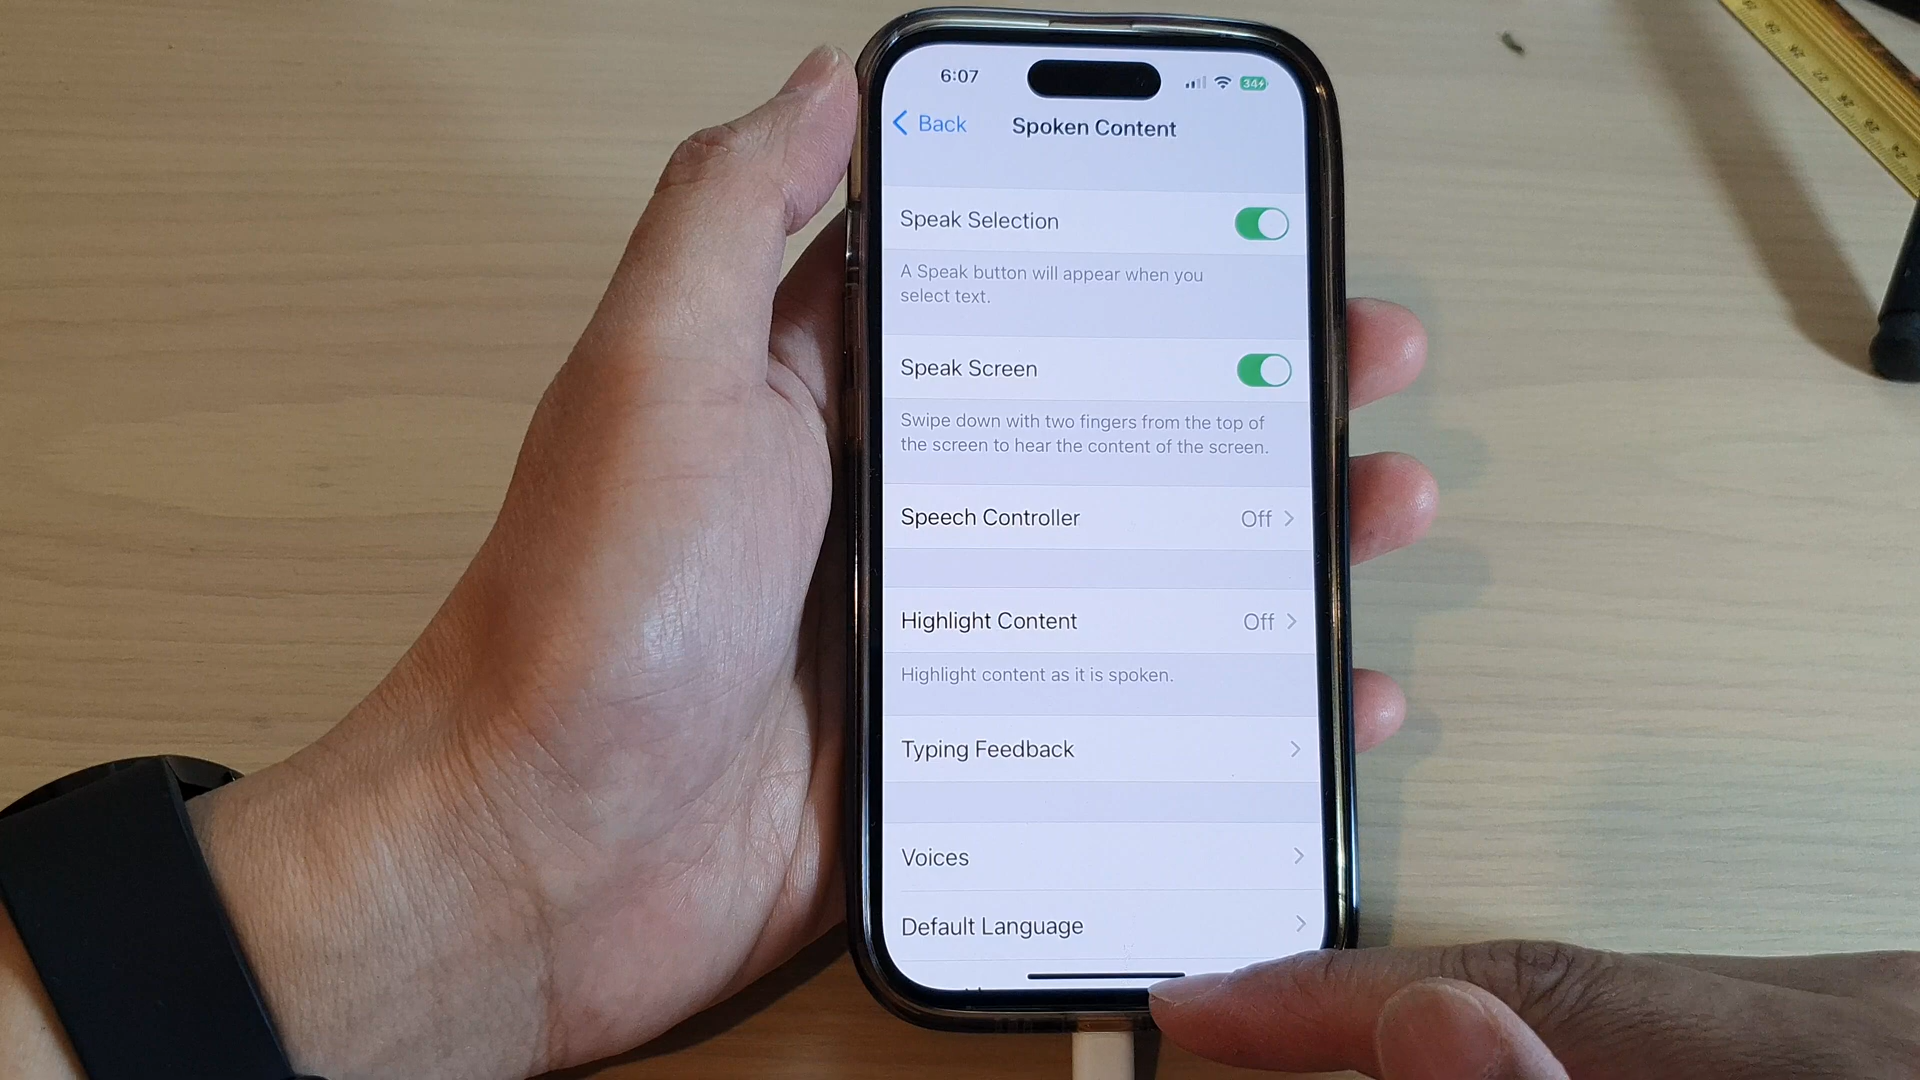 6:07
34
Back
Spoken Content
Speak Selection
A Speak button will appear when you
select text.
Speak Screen
Swipe down with two fingers from the top of
the screen to hear the content of the screen.
Speech Controller Off
Highlight Content Off
Highlight content as it is spoken.
Typing Feedback
Voices
Default Language